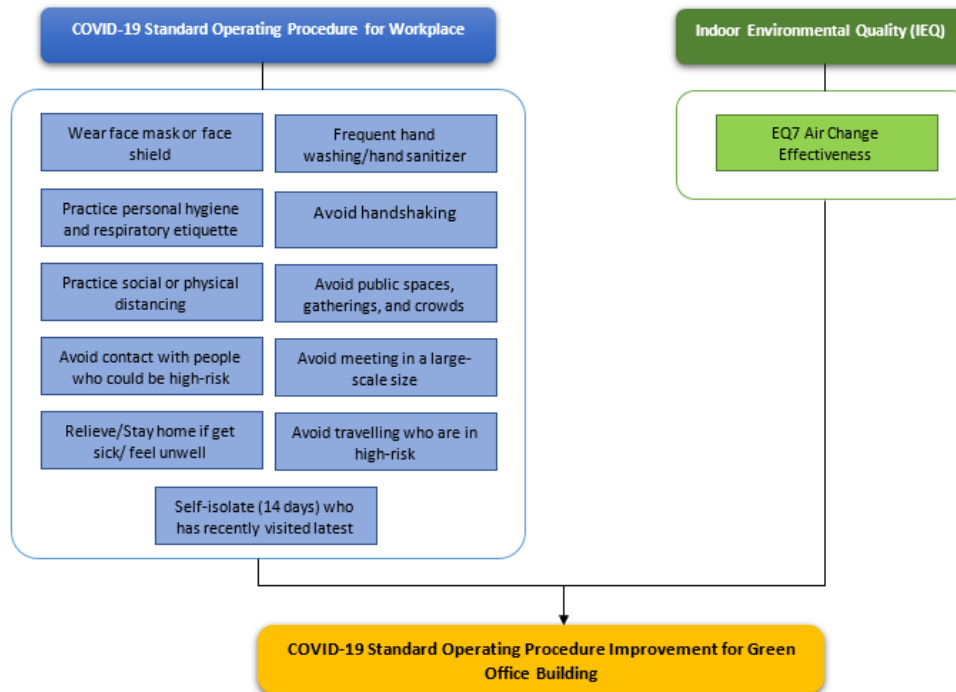 COVID-19 Standard Operating Procedure for Workplace
Indoor Environmental Quality (IEQ)
Wear face mask or face
shield
Frequent hand
washing/hand sanitizer
EQ7 Air Change
Effectiveness
Practice personal hygiene
and respiratory etiquette
Avoid handshaking
Practice social or physical
distancing
Avoid public spaces,
gatherings, and crowds
Avoid contact with people
who could be high-risk
Avoid meeting in a large-
scale size
Relieve/Stay home if get
sick/ feel unwell
Avoid travelling who are in
high-risk
Self-isolate (14 days) who
has recently visited latest
COVID-19 Standard Operating Procedure Improvement for Green
Office Building